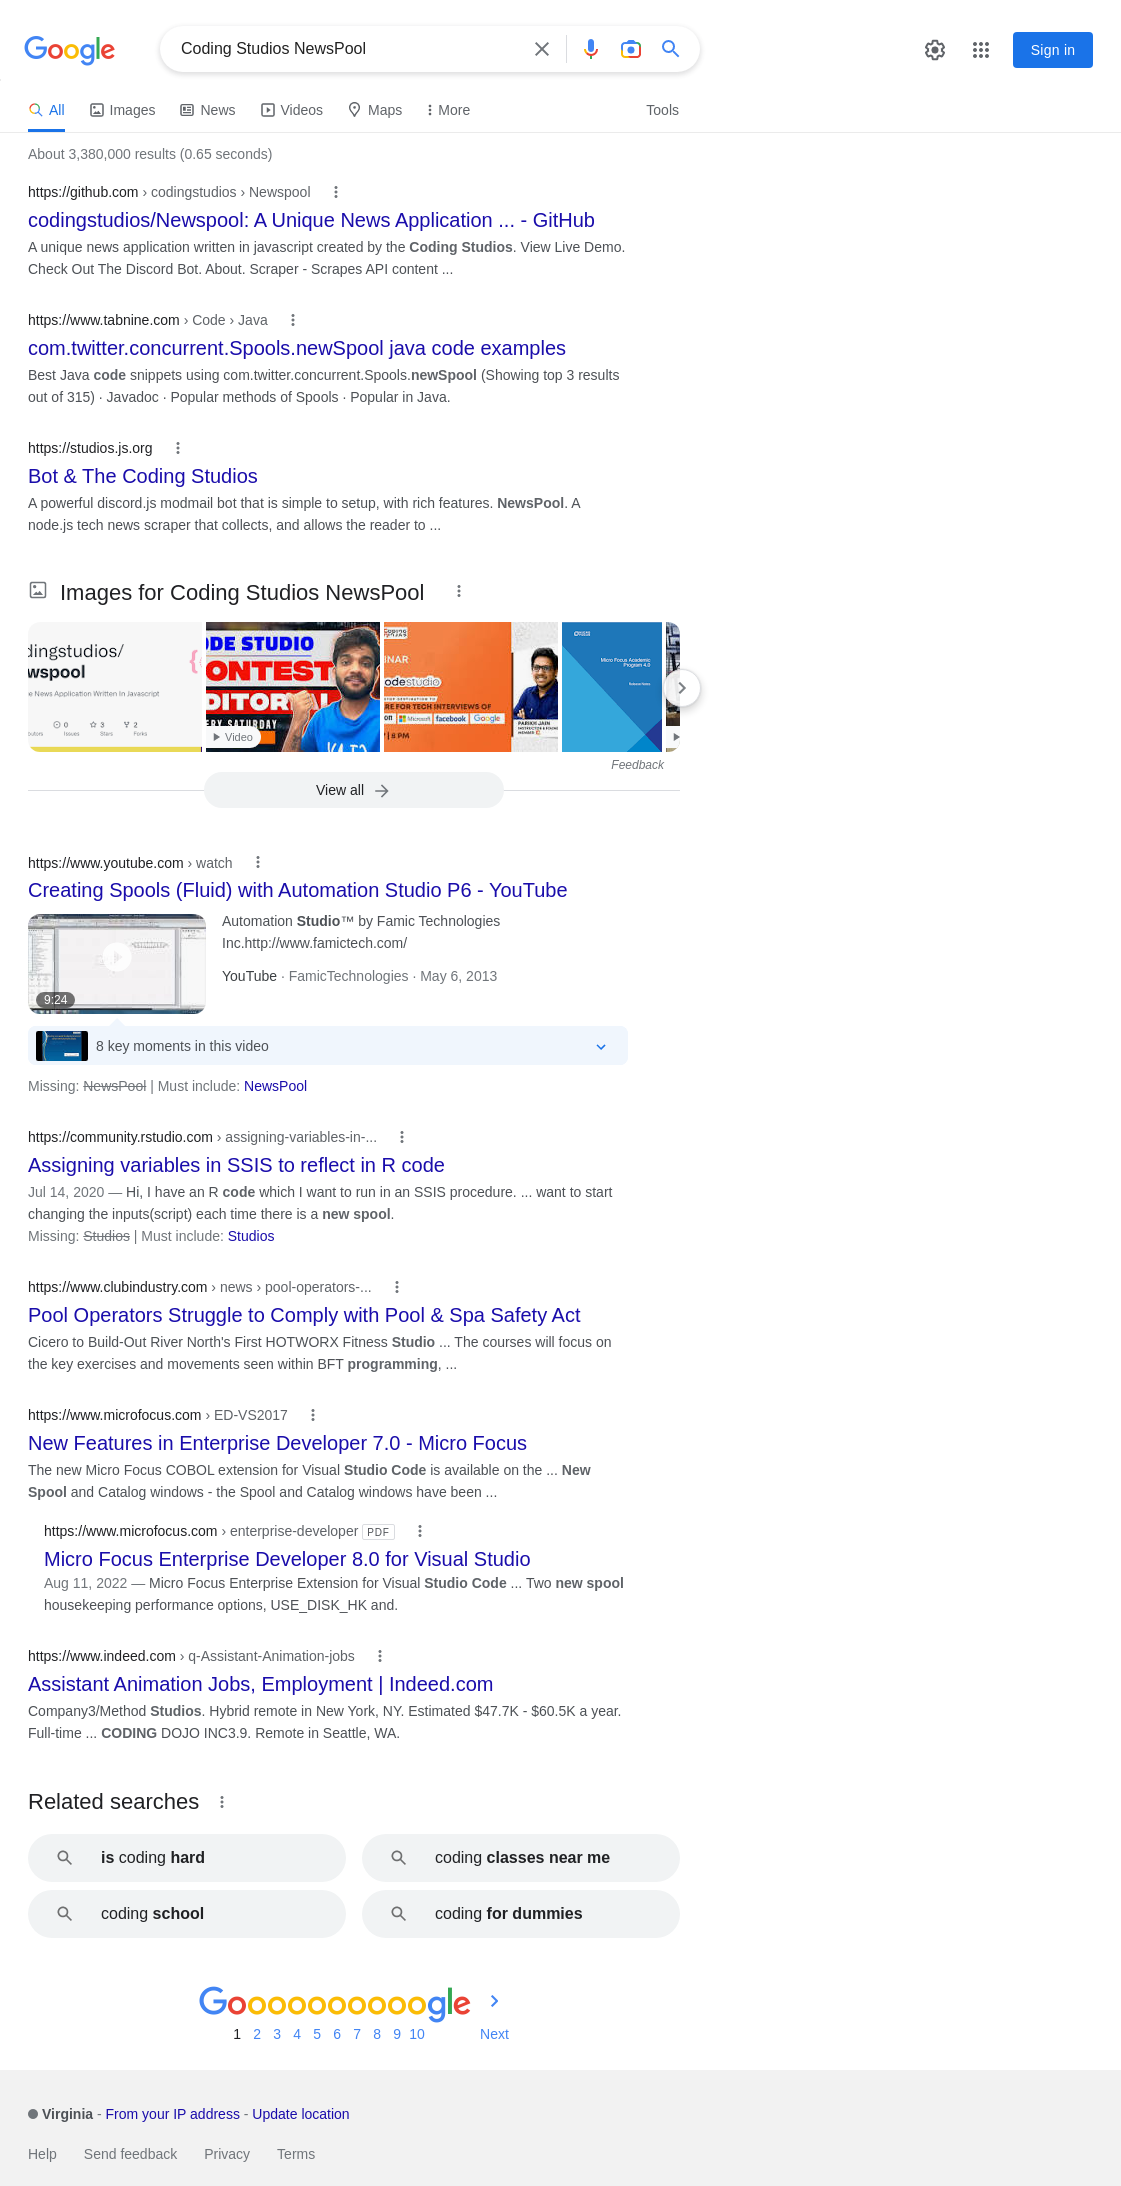 Google
Coding Studios NewsPool
Sign in
All
Images
News
Videos
Maps
More
Tools
About 3,380,000 results (0.65 seconds)
https://github.com › codingstudios › Newspool
codingstudios/Newspool: A Unique News Application ... - GitHub
A unique news application written in javascript created by the Coding Studios. View Live Demo.
Check Out The Discord Bot. About. Scraper - Scrapes API content ...
https://www.tabnine.com › Code › Java
com.twitter.concurrent.Spools.newSpool java code examples
Best Java code snippets using com.twitter.concurrent.Spools.newSpool (Showing top 3 results
out of 315) · Javadoc · Popular methods of Spools · Popular in Java.
https://studios.js.org
Bot & The Coding Studios
A powerful discord.js modmail bot that is simple to setup, with rich features. NewsPool. A
node.js tech news scraper that collects, and allows the reader to ...
Images for Coding Studios NewsPool
dingstudios/
wspool
e News Application Written In Javascript
0
3
2
utors
Issues
Stars
Forks
ODE STUDIO
ONTEST
DITORIAL
ERY SATURDAY
Video
CODING
INAR
odestudio
RE FOR TECH INTERVIEWS OF
on
Microsoft
facebook
Google
| 8 PM
PARIKH JAIN
Micro Focus Academic
Program 4.0
Release Notes
Feedback
View all
https://www.youtube.com › watch
Creating Spools (Fluid) with Automation Studio P6 - YouTube
9:24
Automation Studio™ by Famic Technologies
Inc.http://www.famictech.com/
YouTube · FamicTechnologies · May 6, 2013
8 key moments in this video
Missing: NewsPool | Must include: NewsPool
https://community.rstudio.com › assigning-variables-in-...
Assigning variables in SSIS to reflect in R code
Jul 14, 2020 — Hi, I have an R code which I want to run in an SSIS procedure. ... want to start
changing the inputs(script) each time there is a new spool.
Missing: Studios | Must include: Studios
https://www.clubindustry.com › news › pool-operators-...
Pool Operators Struggle to Comply with Pool & Spa Safety Act
Cicero to Build-Out River North's First HOTWORX Fitness Studio ... The courses will focus on
the key exercises and movements seen within BFT programming, ...
https://www.microfocus.com › ED-VS2017
New Features in Enterprise Developer 7.0 - Micro Focus
The new Micro Focus COBOL extension for Visual Studio Code is available on the ... New
Spool and Catalog windows - the Spool and Catalog windows have been ...
https://www.microfocus.com › enterprise-developer PDF
Micro Focus Enterprise Developer 8.0 for Visual Studio
Aug 11, 2022 — Micro Focus Enterprise Extension for Visual Studio Code ... Two new spool
housekeeping performance options, USE_DISK_HK and.
https://www.indeed.com › q-Assistant-Animation-jobs
Assistant Animation Jobs, Employment | Indeed.com
Company3/Method Studios. Hybrid remote in New York, NY. Estimated $47.7K - $60.5K a year.
Full-time ... CODING DOJO INC3.9. Remote in Seattle, WA.
Related searches
is coding hard
coding classes near me
coding school
coding for dummies
Goooooooooogle
1 2 3 4 5 6 7 8 9 10 Next
Virginia - From your IP address - Update location
Help Send feedback Privacy Terms